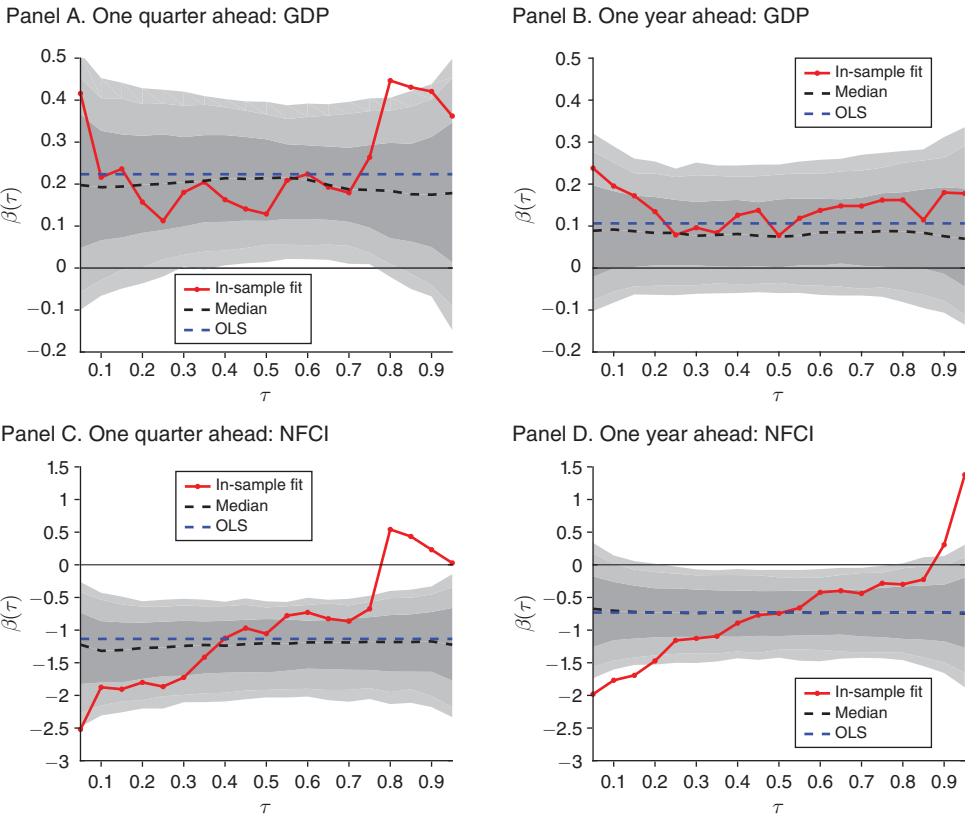 Panel A. One quarter ahead: GDP
0.5
0.4
0.3
0.2
0.1
0
−0.1
−0.2
β(τ)
In-sample fit
Median
OLS
0.1 0.2 0.3 0.4 0.5 0.6 0.7 0.8 0.9
τ
Panel B. One year ahead: GDP
0.5
0.4
0.3
0.2
0.1
0
−0.1
−0.2
β(τ)
In-sample fit
Median
OLS
0.1 0.2 0.3 0.4 0.5 0.6 0.7 0.8 0.9
τ
Panel C. One quarter ahead: NFCI
1.5
1
0.5
0
−0.5
−1
−1.5
−2
−2.5
−3
β(τ)
In-sample fit
Median
OLS
0.1 0.2 0.3 0.4 0.5 0.6 0.7 0.8 0.9
τ
Panel D. One year ahead: NFCI
1.5
1
0.5
0
−0.5
−1
−1.5
−2
−2.5
−3
β(τ)
In-sample fit
Median
OLS
0.1 0.2 0.3 0.4 0.5 0.6 0.7 0.8 0.9
τ